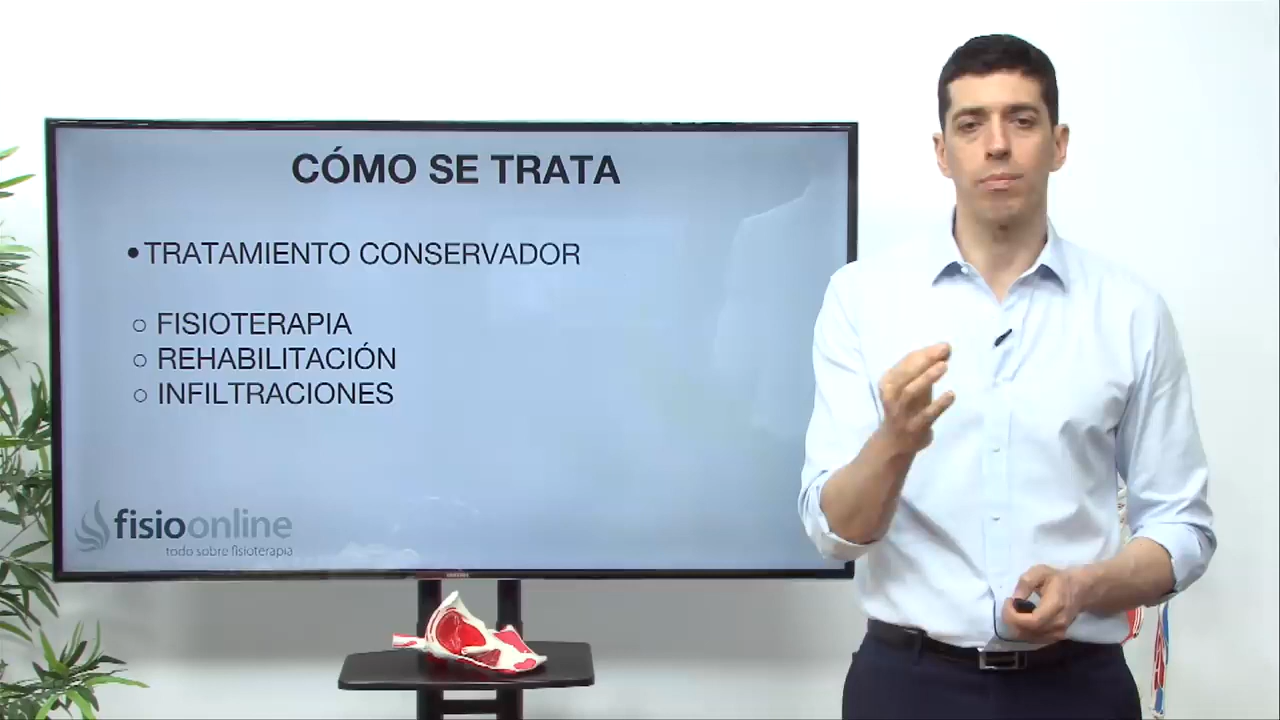 CÓMO SE TRATA
•TRATAMIENTO CONSERVADOR
○ FISIOTERAPIA
○ REHABILITACIÓN
○ INFILTRACIONES
fisioonline
todo sobre fisioterapia